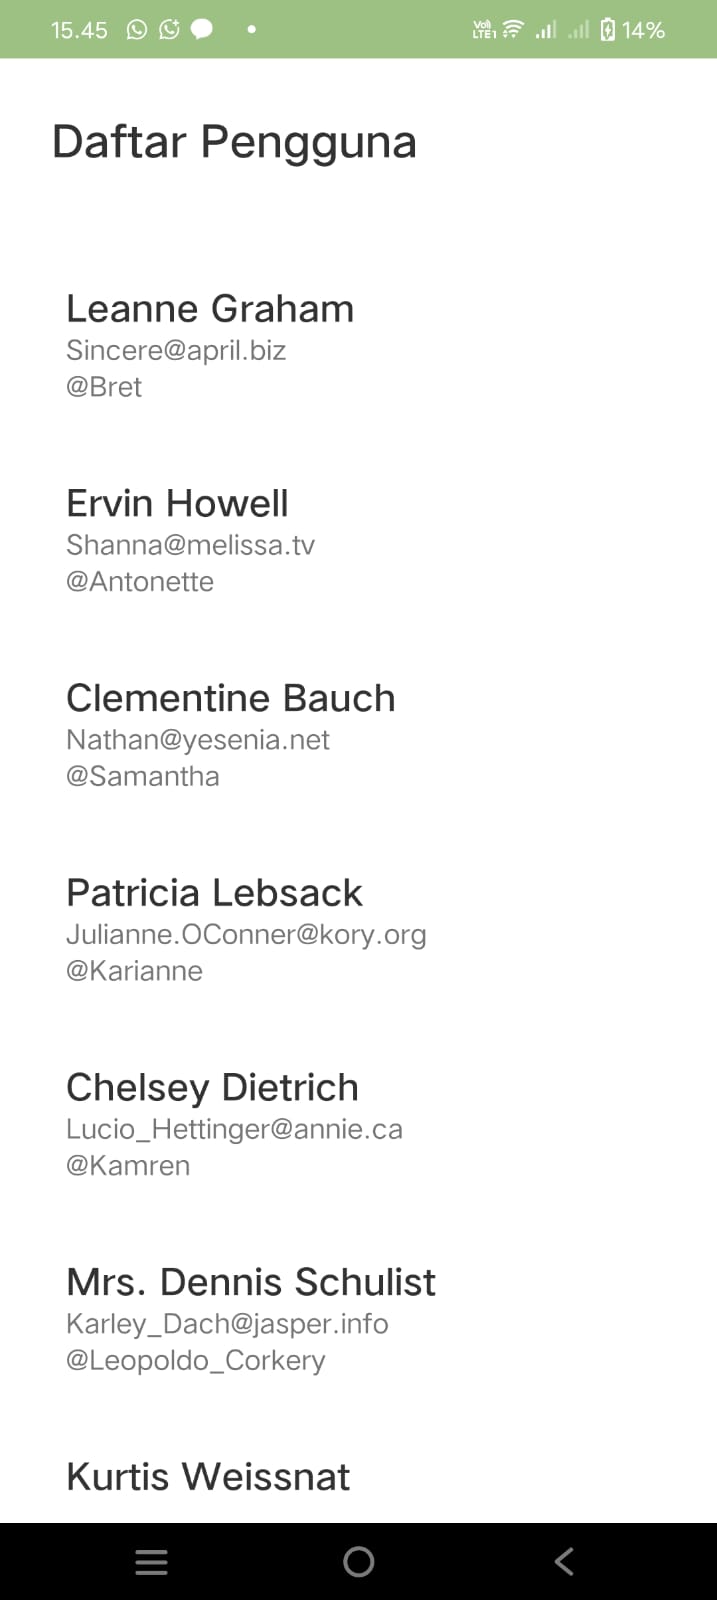 15.45
Vo)) LTE1
14%
Daftar Pengguna
Leanne Graham
Sincere@april.biz
@Bret
Ervin Howell
Shanna@melissa.tv
@Antonette
Clementine Bauch
Nathan@yesenia.net
@Samantha
Patricia Lebsack
Julianne.OConner@kory.org
@Karianne
Chelsey Dietrich
Lucio_Hettinger@annie.ca
@Kamren
Mrs. Dennis Schulist
Karley_Dach@jasper.info
@Leopoldo_Corkery
Kurtis Weissnat